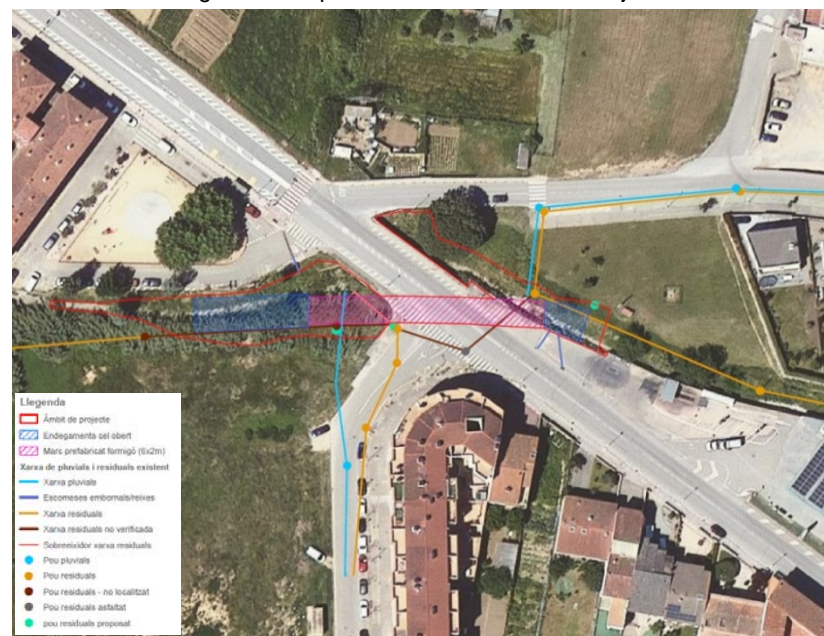 Llegenda
Àmbit de projecte
Endegaments cel obert
Marc prefabricat formigó (6x2m)
Xarxa de pluvials i residuals existent
Xarxa pluvials
Escomeses embornals/reixes
Xarxa residuals
Xarxa residuals no verificada
Sobreeixidor xarxa residuals
Pou pluvials
Pou residuals
Pou residuals - no localitzat
Pou residuals asfaltat
pou residuals proposat